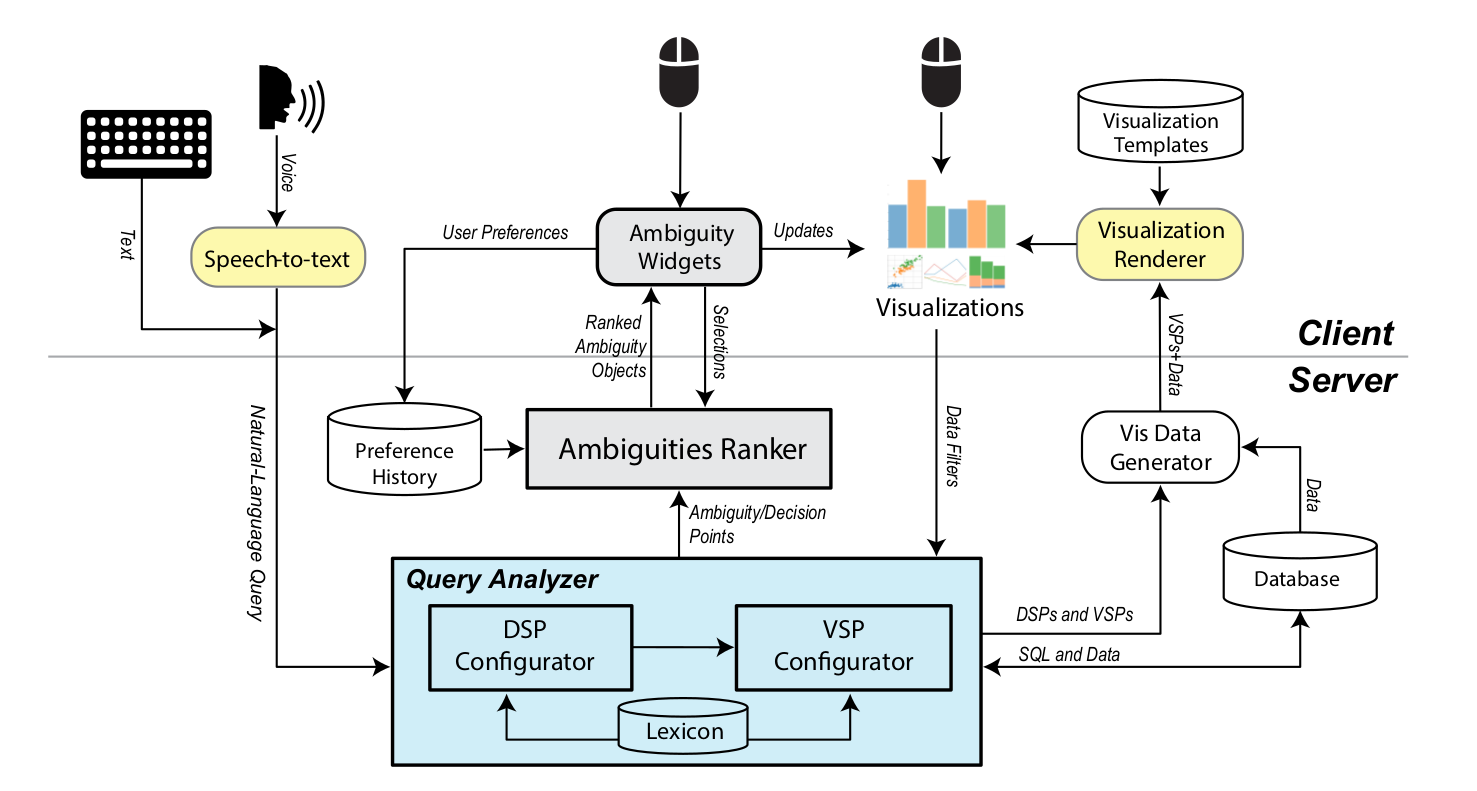 Voice
Text
Speech-to-text
User Preferences
Ambiguity
Widgets
Updates
Visualizations
Visualization
Templates
Visualization
Renderer
Ranked
Ambiguity
Objects
Selections
VSPs+Data
Client
Server
Natural-Language Query
Preference
History
Ambiguities Ranker
Data Filters
Vis Data
Generator
Data
Database
Ambiguity/Decision
Points
Query Analyzer
DSP
Configurator
VSP
Configurator
Lexicon
DSPs and VSPs
SQL and Data